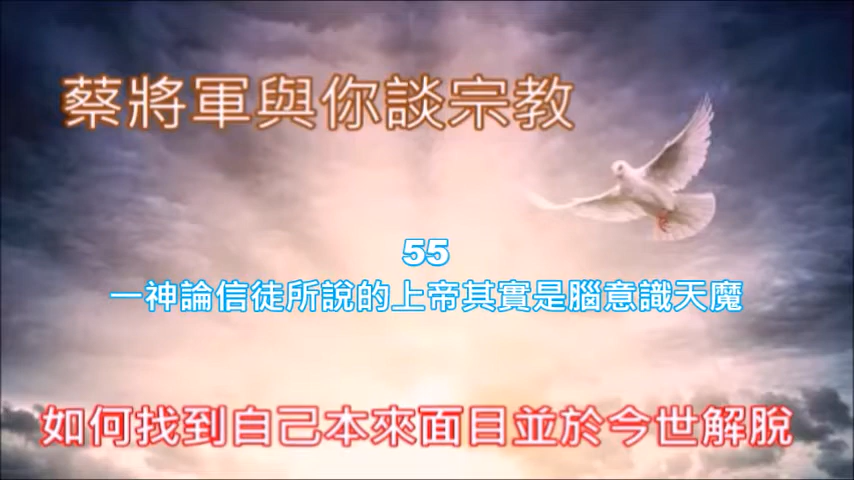 蔡將軍與你談宗教
55
一神論信徒所說的上帝其實是腦意識天魔
如何找到自己本來面目並於今世解脫